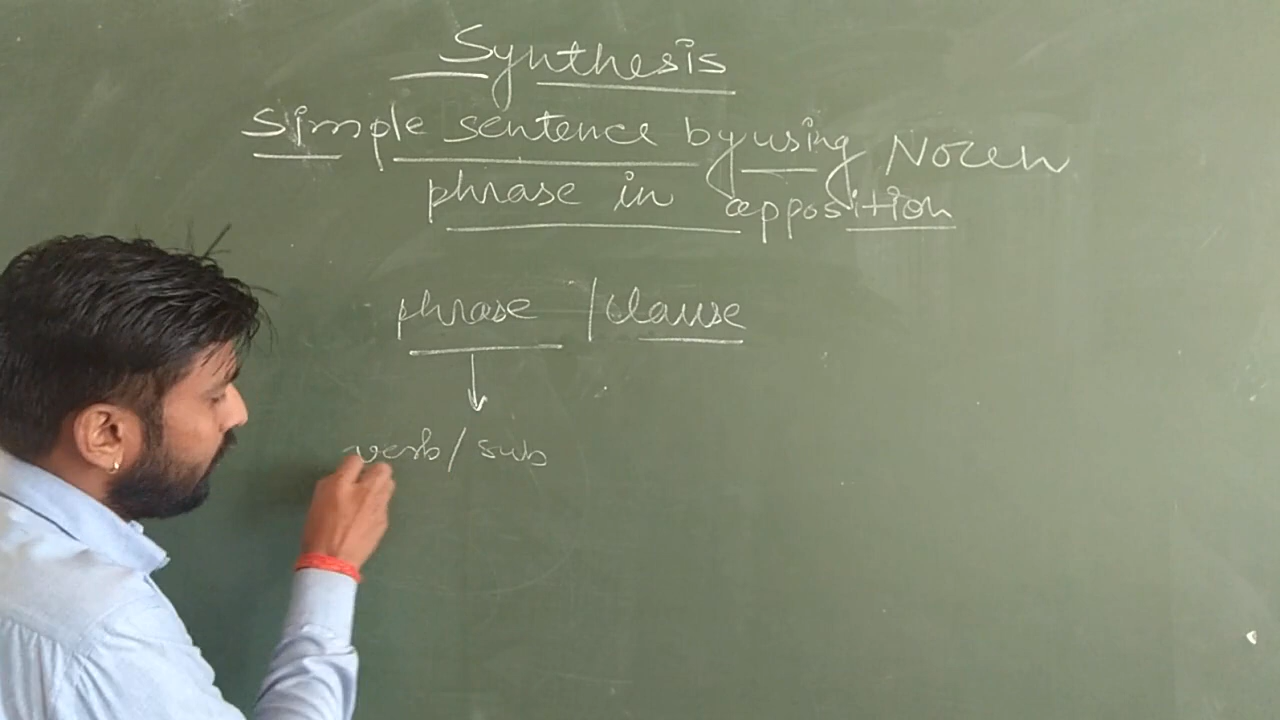 Synthesis
Simple sentence by using Noun
phrase in apposition
phrase / clause
verb / sub